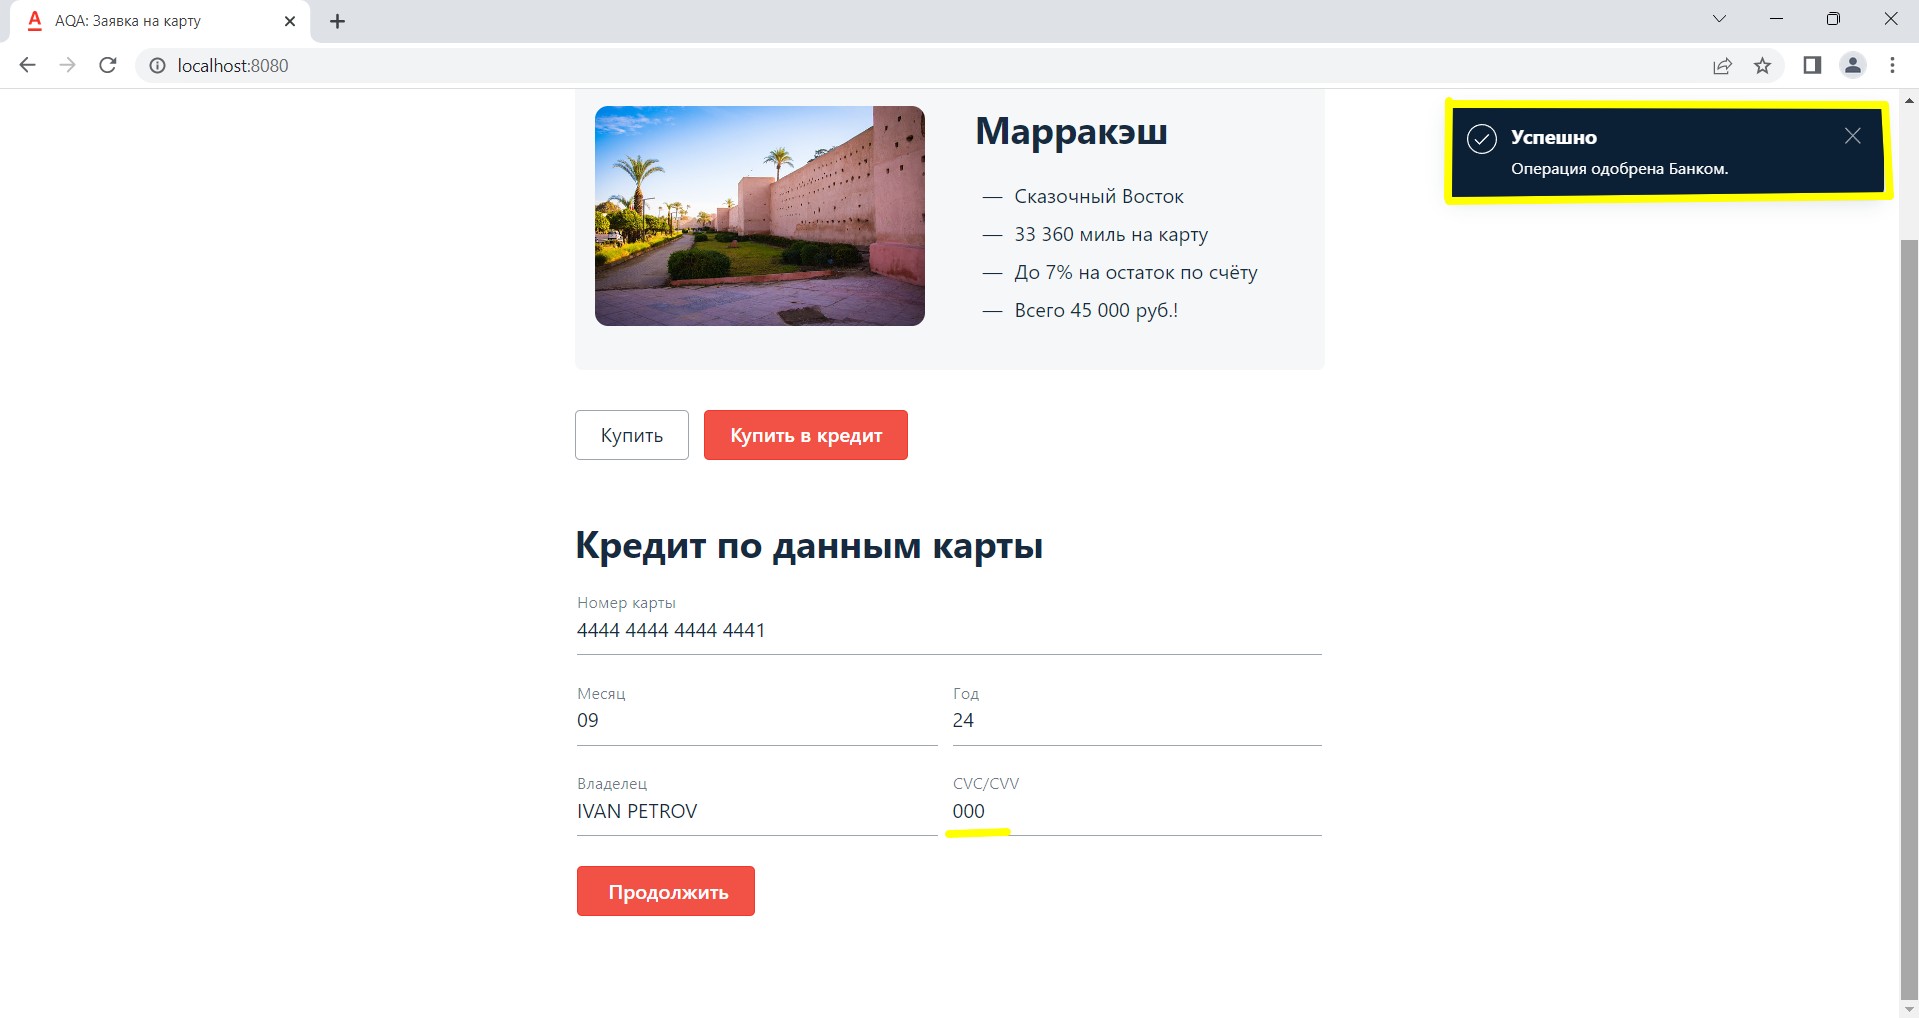 A AQA: Заявка на карту
localhost:8080
Марракэш
— Сказочный Восток
— 33 360 миль на карту
— До 7% на остаток по счёту
— Всего 45 000 руб.!
Успешно
Операция одобрена Банком.
Купить
Купить в кредит
Кредит по данным карты
Номер карты
4444 4444 4444 4441
Месяц
09
Год
24
Владелец
IVAN PETROV
CVC/CVV
000
Продолжить